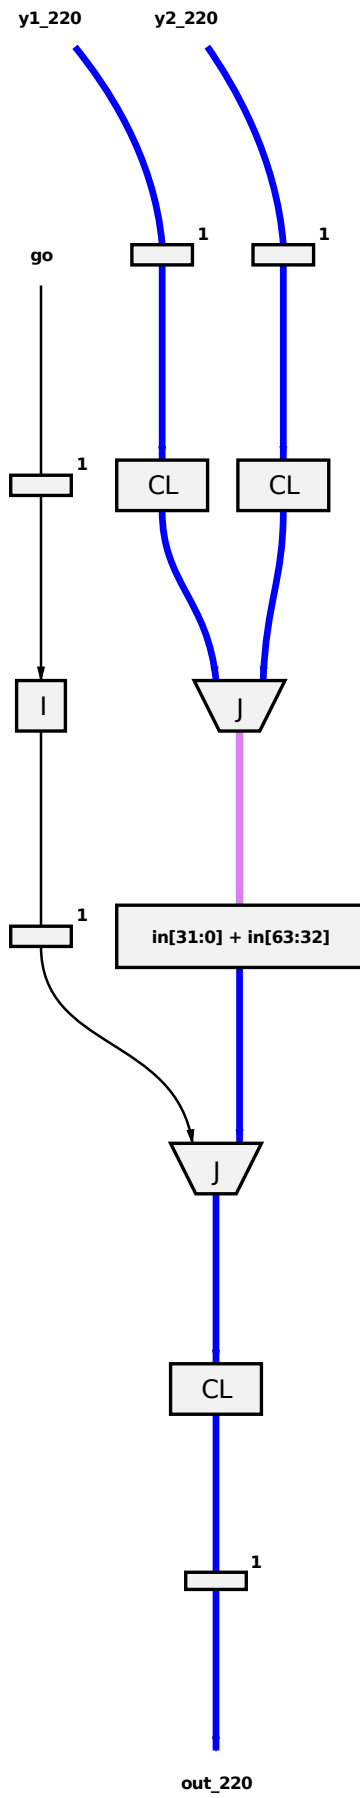 y1_220 y2_220
1 1
go
1
CL CL
I J
1
in[31:0] + in[63:32]
J
CL
1
out_220